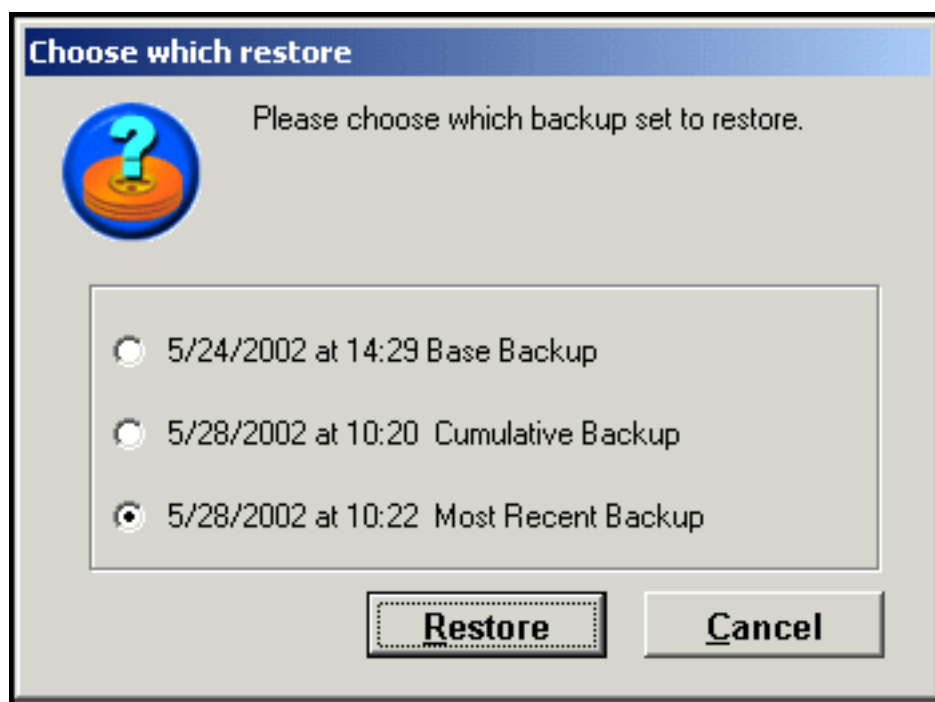 Choose which restore
Please choose which backup set to restore.
5/24/2002 at 14:29 Base Backup
5/28/2002 at 10:20 Cumulative Backup
5/28/2002 at 10:22 Most Recent Backup
Restore
Cancel